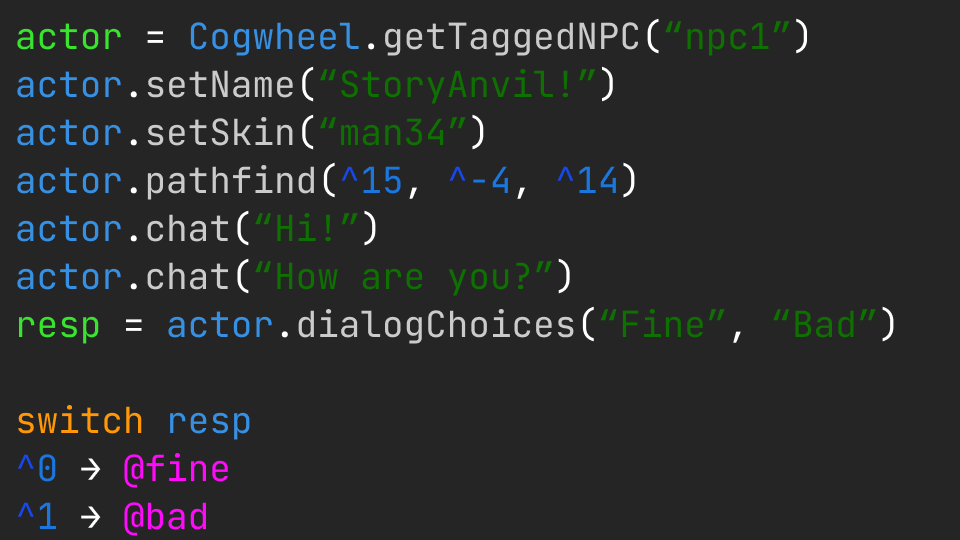 actor = Cogwheel.getTaggedNPC(“npc1”)
actor.setName(“StoryAnvil!”)
actor.setSkin(“man34”)
actor.pathfind(^15, ^-4, ^14)
actor.chat(“Hi!”)
actor.chat(“How are you?”)
resp = actor.dialogChoices(“Fine”, “Bad”)
switch resp
^0 → @fine
^1 → @bad